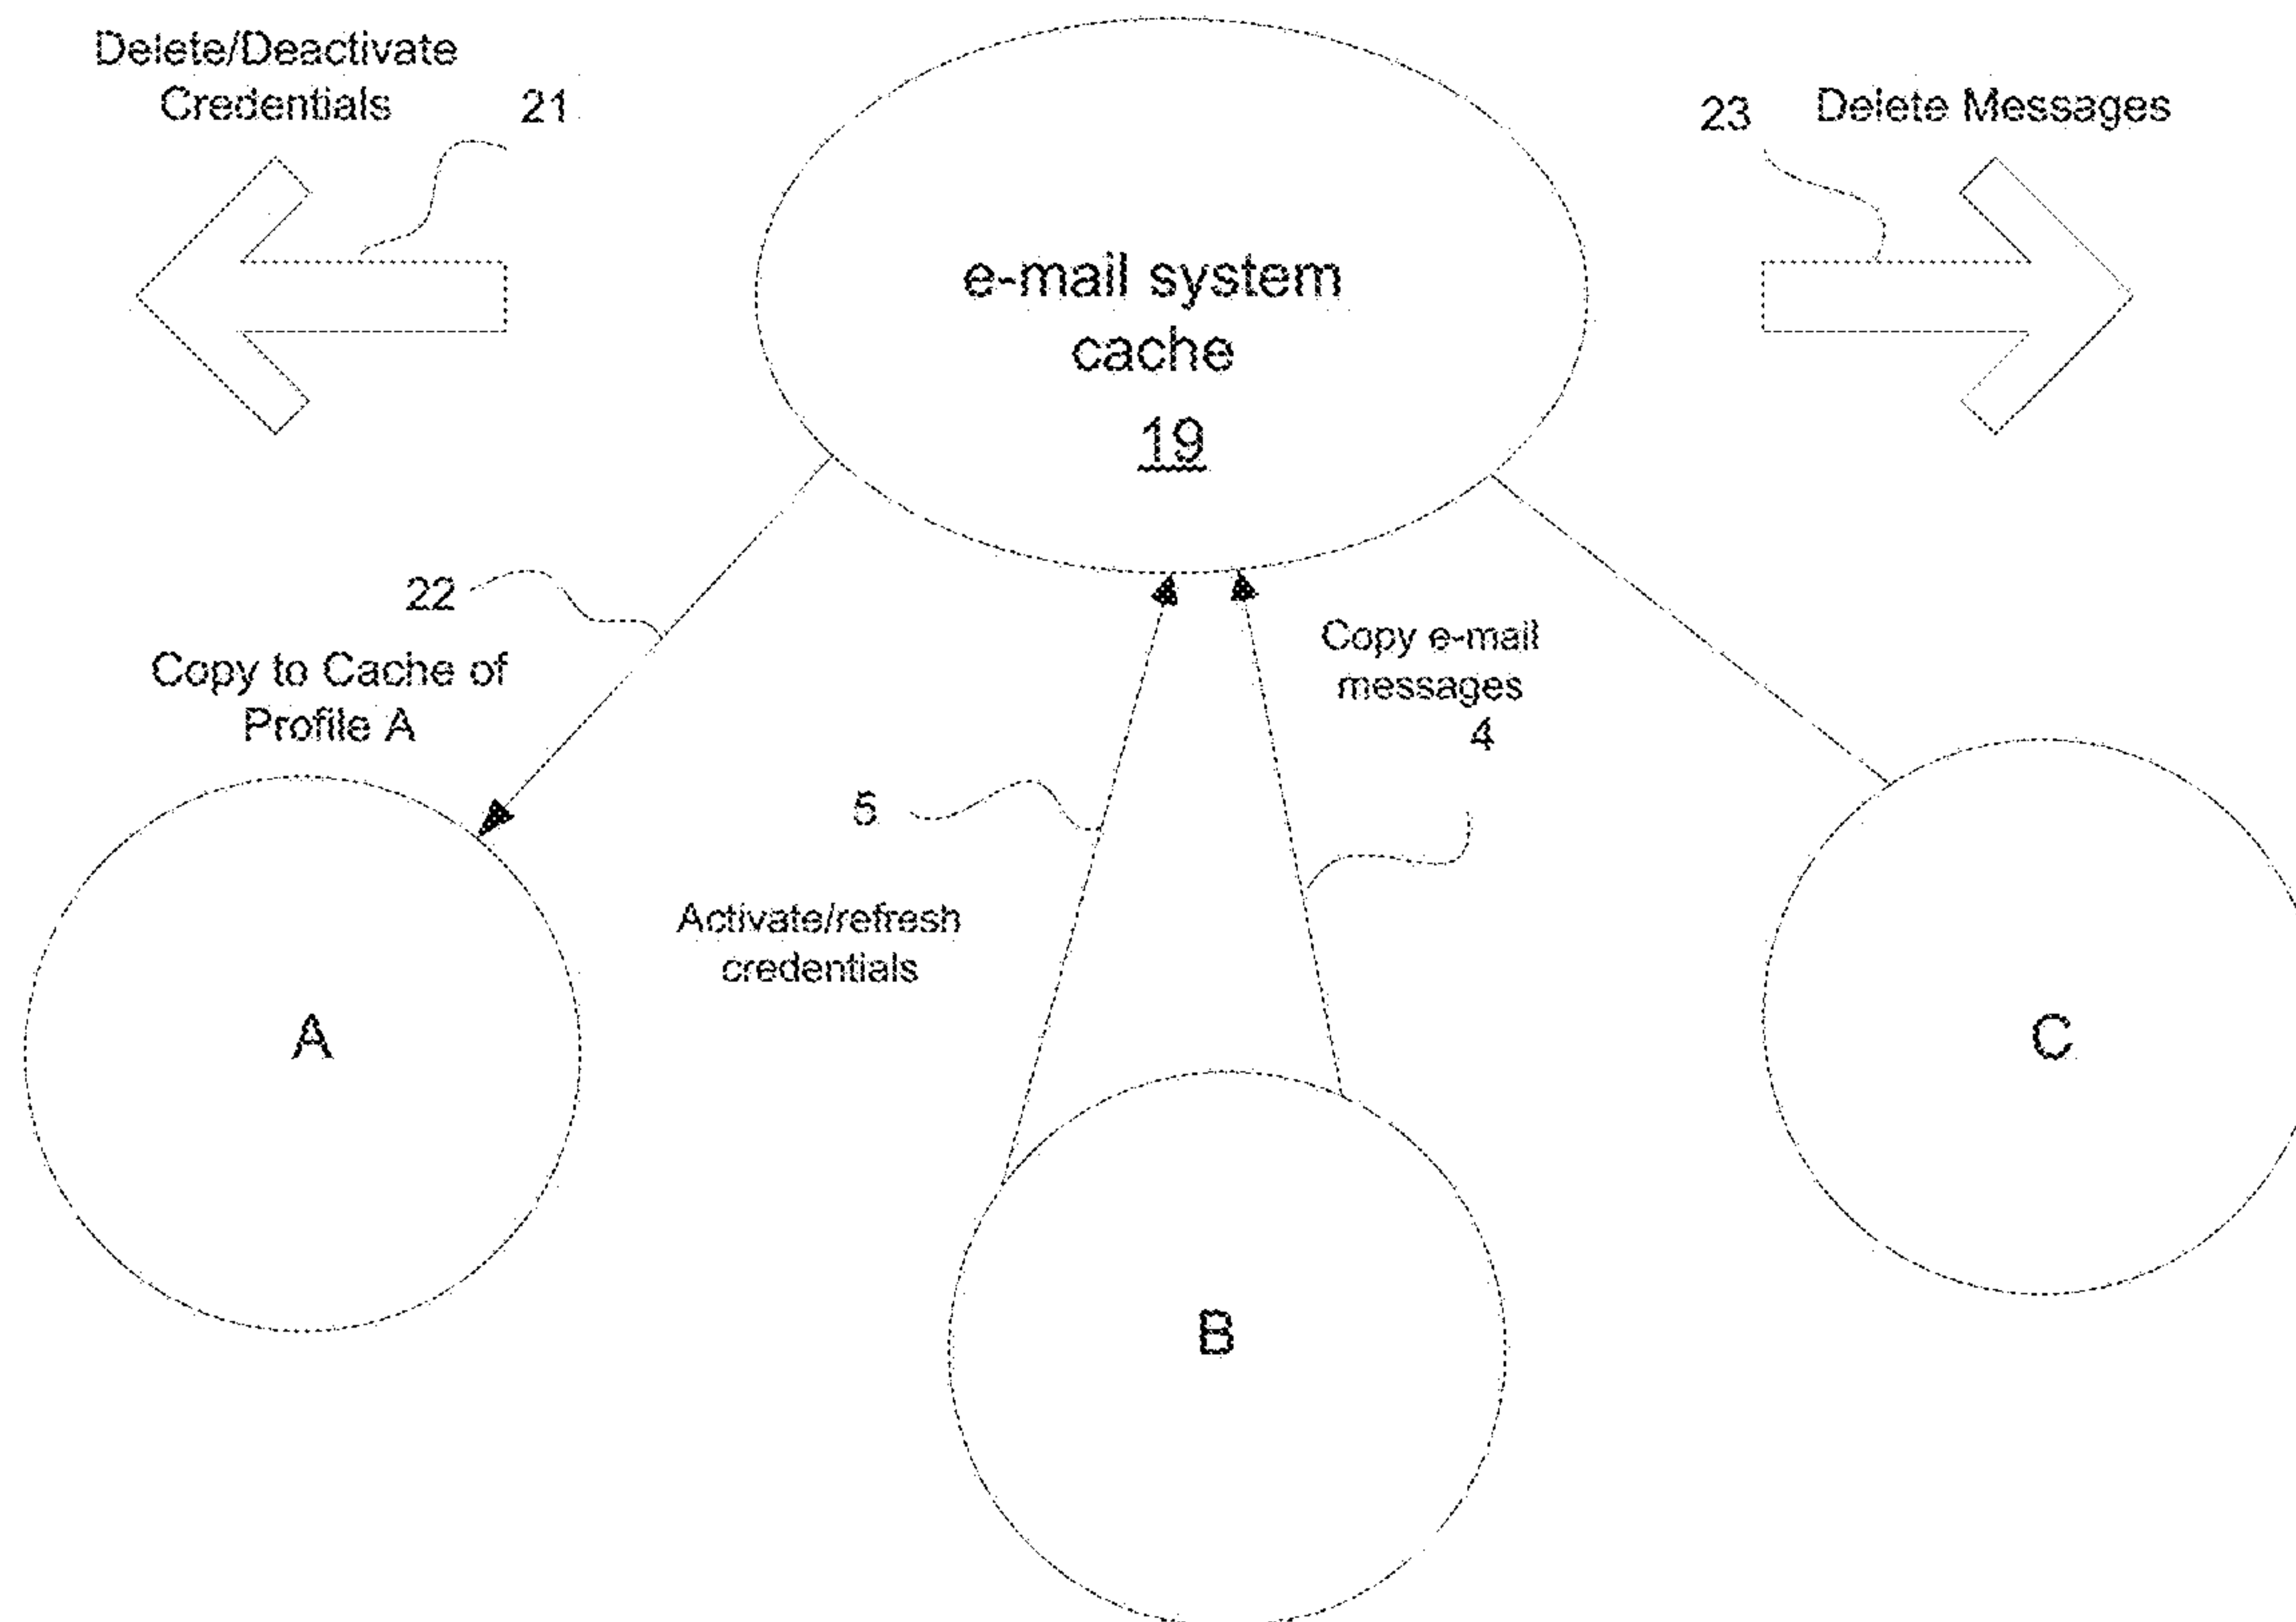 Delete/Deactivate
Credentials
21
23
Delete Messages
e-mail system
cache
19
22
Copy to Cache of
Profile A
Copy e-mail
messages
4
5
Activate/refresh
credentials
A
C
B